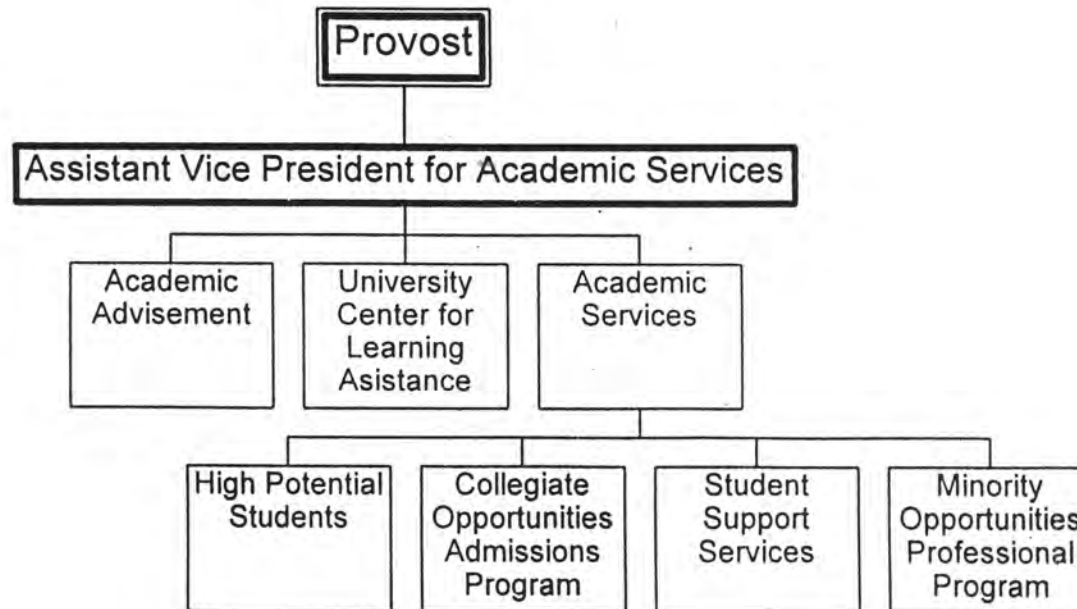 Provost
Assistant Vice President for Academic Services
Academic
Advisement
University
Center for
Learning
Asistance
Academic
Services
High Potential
Students
Collegiate
Opportunities
Admissions
Program
Student
Support
Services
Minority
Opportunities
Professional
Program